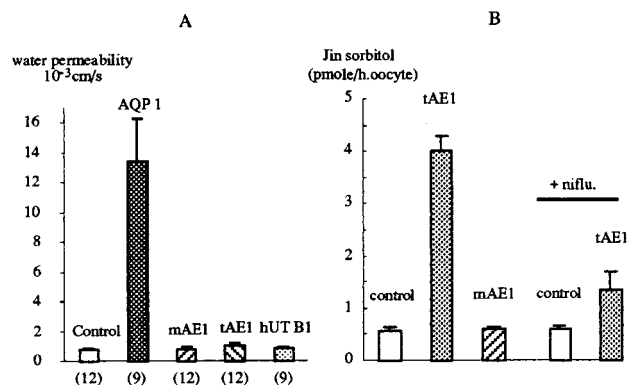 A
water permeability
10⁻³cm/s
AQP 1
16
14
12
10
8
6
4
2
0
Control
mAE1
tAE1
hUT B1
(12)
(9)
(12)
(12)
(9)
B
Jin sorbitol
(pmole/h.oocyte)
5
4
3
2
1
0
tAE1
control
mAE1
+ niflu.
control
tAE1